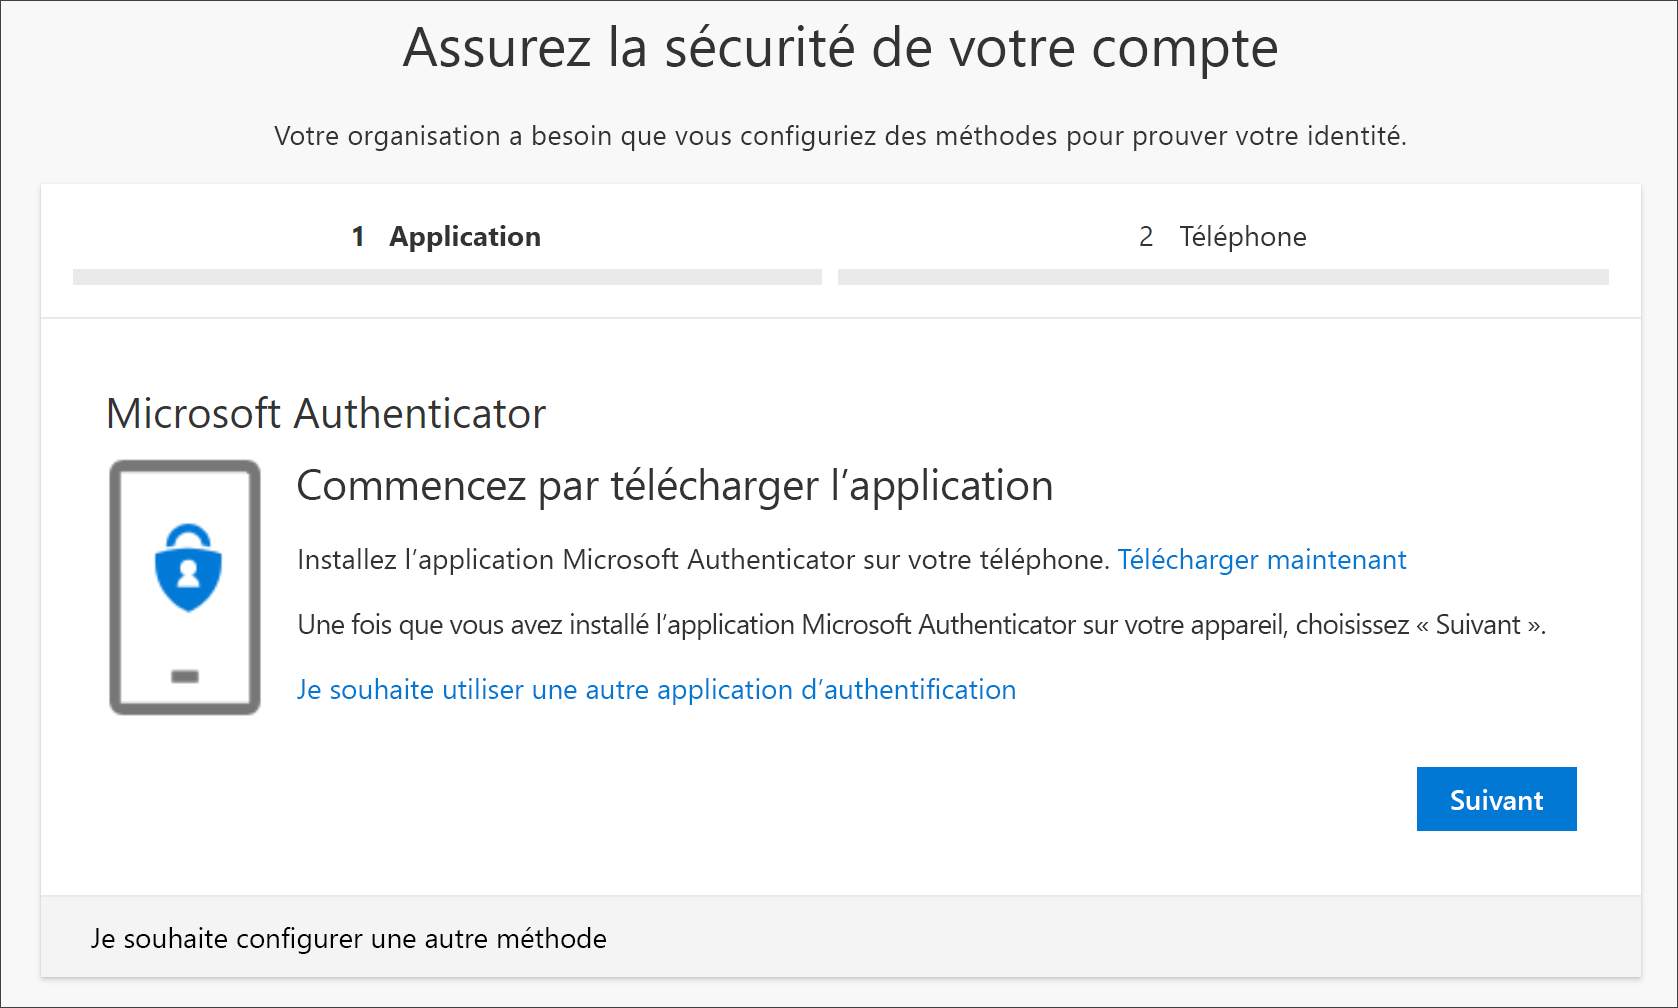 Assurez la sécurité de votre compte
Votre organisation a besoin que vous configuriez des méthodes pour prouver votre identité.
1 Application
2 Téléphone
Microsoft Authenticator
Commencez par télécharger l’application
Installez l’application Microsoft Authenticator sur votre téléphone. Télécharger maintenant
Une fois que vous avez installé l’application Microsoft Authenticator sur votre appareil, choisissez « Suivant ».
Je souhaite utiliser une autre application d’authentification
Suivant
Je souhaite configurer une autre méthode